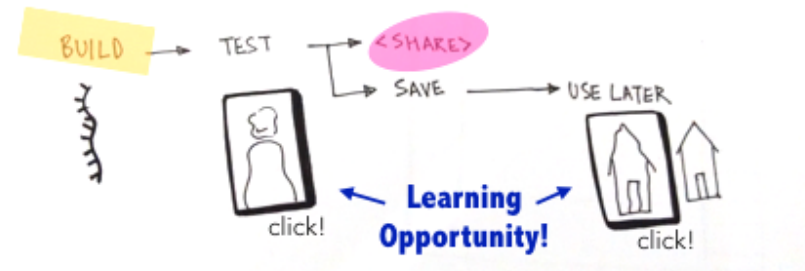 BUILD
TEST
<SHARE>
SAVE
USE LATER
Learning
Opportunity!
click!
click!